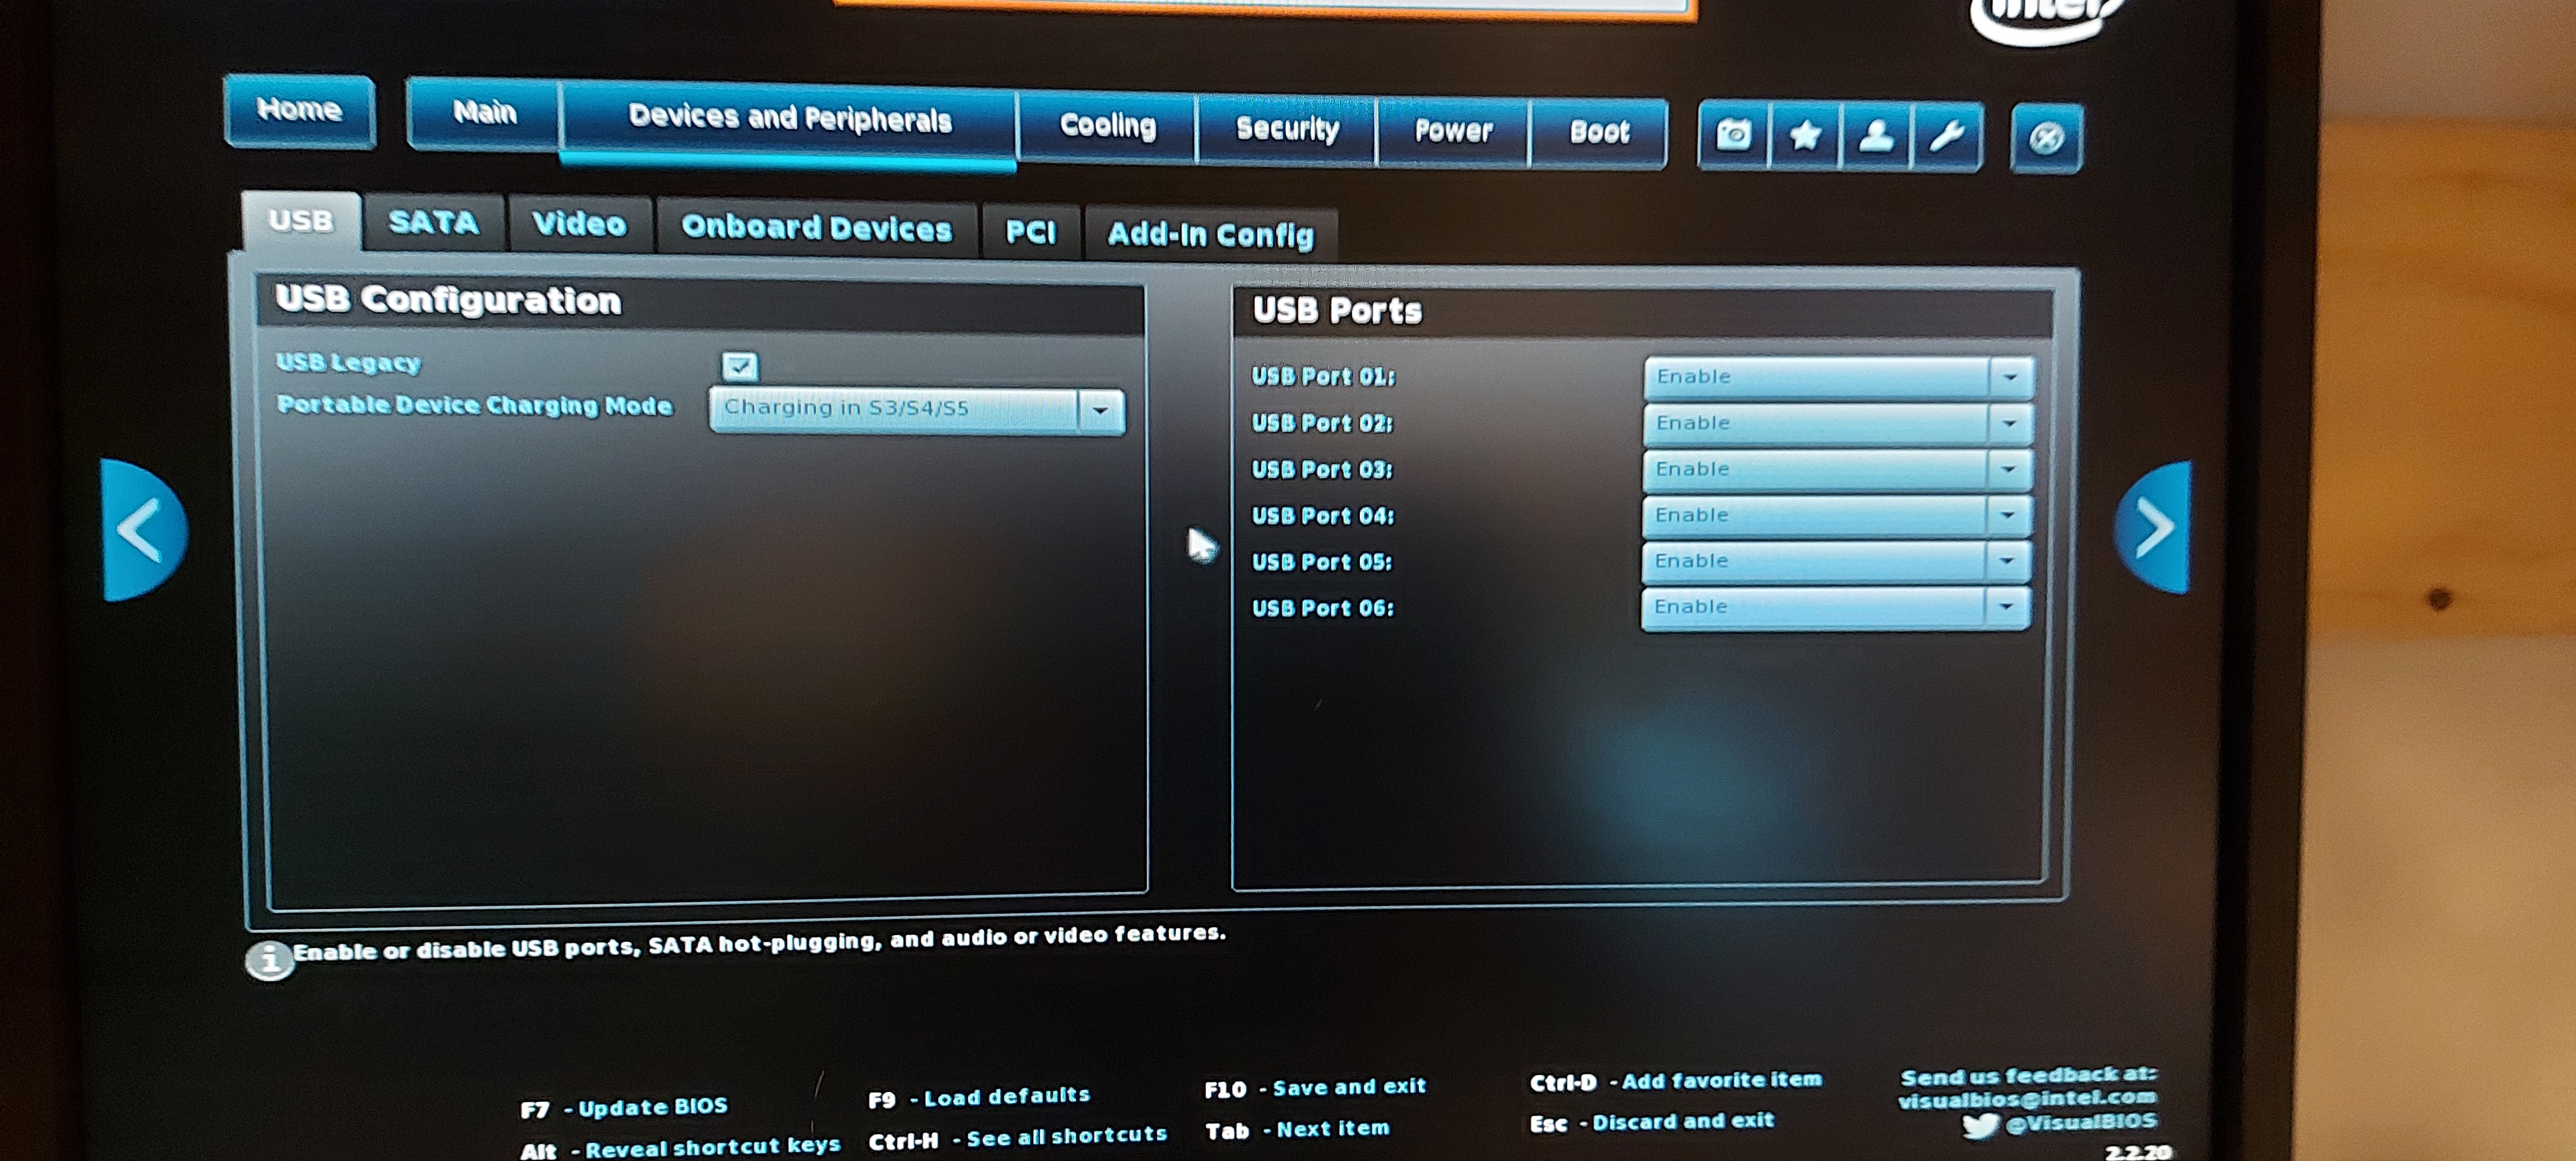 intel
Home Main Devices and Peripherals Cooling Security Power Boot
USB SATA Video Onboard Devices PCI Add-In Config
USB Configuration
USB Legacy
Portable Device Charging Mode Charging in S3/S4/S5
USB Ports
USB Port 01: Enable
USB Port 02: Enable
USB Port 03: Enable
USB Port 04: Enable
USB Port 05: Enable
USB Port 06: Enable
Enable or disable USB ports, SATA hot-plugging, and audio or video features.
F7 - Update BIOS F9 - Load defaults F10 - Save and exit Ctrl-D - Add favorite item
Alt - Reveal shortcut keys Ctrl-H - See all shortcuts Tab - Next item Esc - Discard and exit
Send us feedback at:
visualbios@intel.com
@VisualBIOS
2.2.20